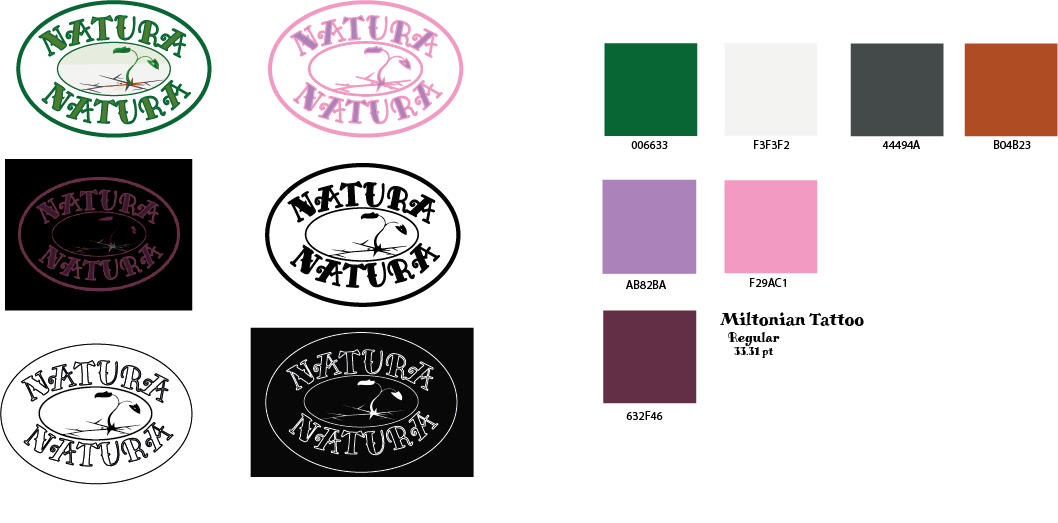 NATURA
NATURA
NATURA
NATURA
NATURA
NATURA
NATURA
NATURA
NATURA
NATURA
NATURA
NATURA
006633
F3F3F2
44494A
B04B23
AB82BA
F29AC1
632F46
Miltonian Tattoo
Regular
33.31 pt